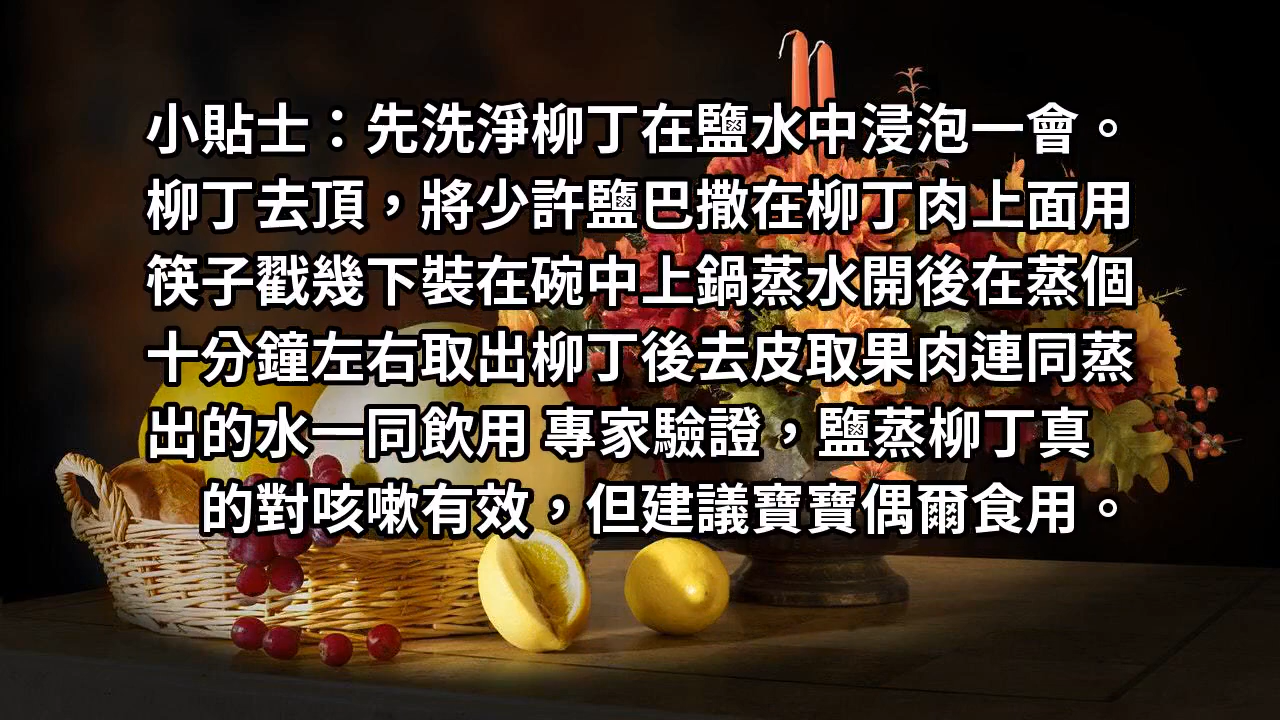 小貼士：先洗淨柳丁在鹽水中浸泡一會。
柳丁去頂，將少許鹽巴撒在柳丁肉上面用
筷子戳幾下裝在碗中上鍋蒸水開後在蒸個
十分鐘左右取出柳丁後去皮取果肉連同蒸
出的水一同飲用 專家驗證，鹽蒸柳丁真
的對咳嗽有效，但建議寶寶偶爾食用。